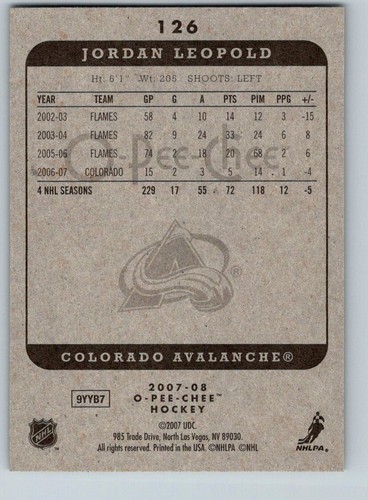 126
JORDAN LEOPOLD
Ht: 6'1" Wt: 205 SHOOTS: LEFT
YEAR TEAM GP G A PTS PIM PPG +/-
2002-03 FLAMES 58 4 10 14 12 3 -15
2003-04 FLAMES 82 9 24 33 24 6 8
2005-06 FLAMES 74 2 18 20 68 2 6
O-PEE-CHEE
2006-07 COLORADO 15 2 3 5 14 1 -4
4 NHL SEASONS 229 17 55 72 118 12 -5
COLORADO AVALANCHE®
2007-08
9YYB7 O-PEE-CHEE™
HOCKEY
©2007 UDC.
985 Trade Drive, North Las Vegas, NV 89030.
All rights reserved. Printed in the USA. ©NHLPA ©NHL
NHL
NHLPA